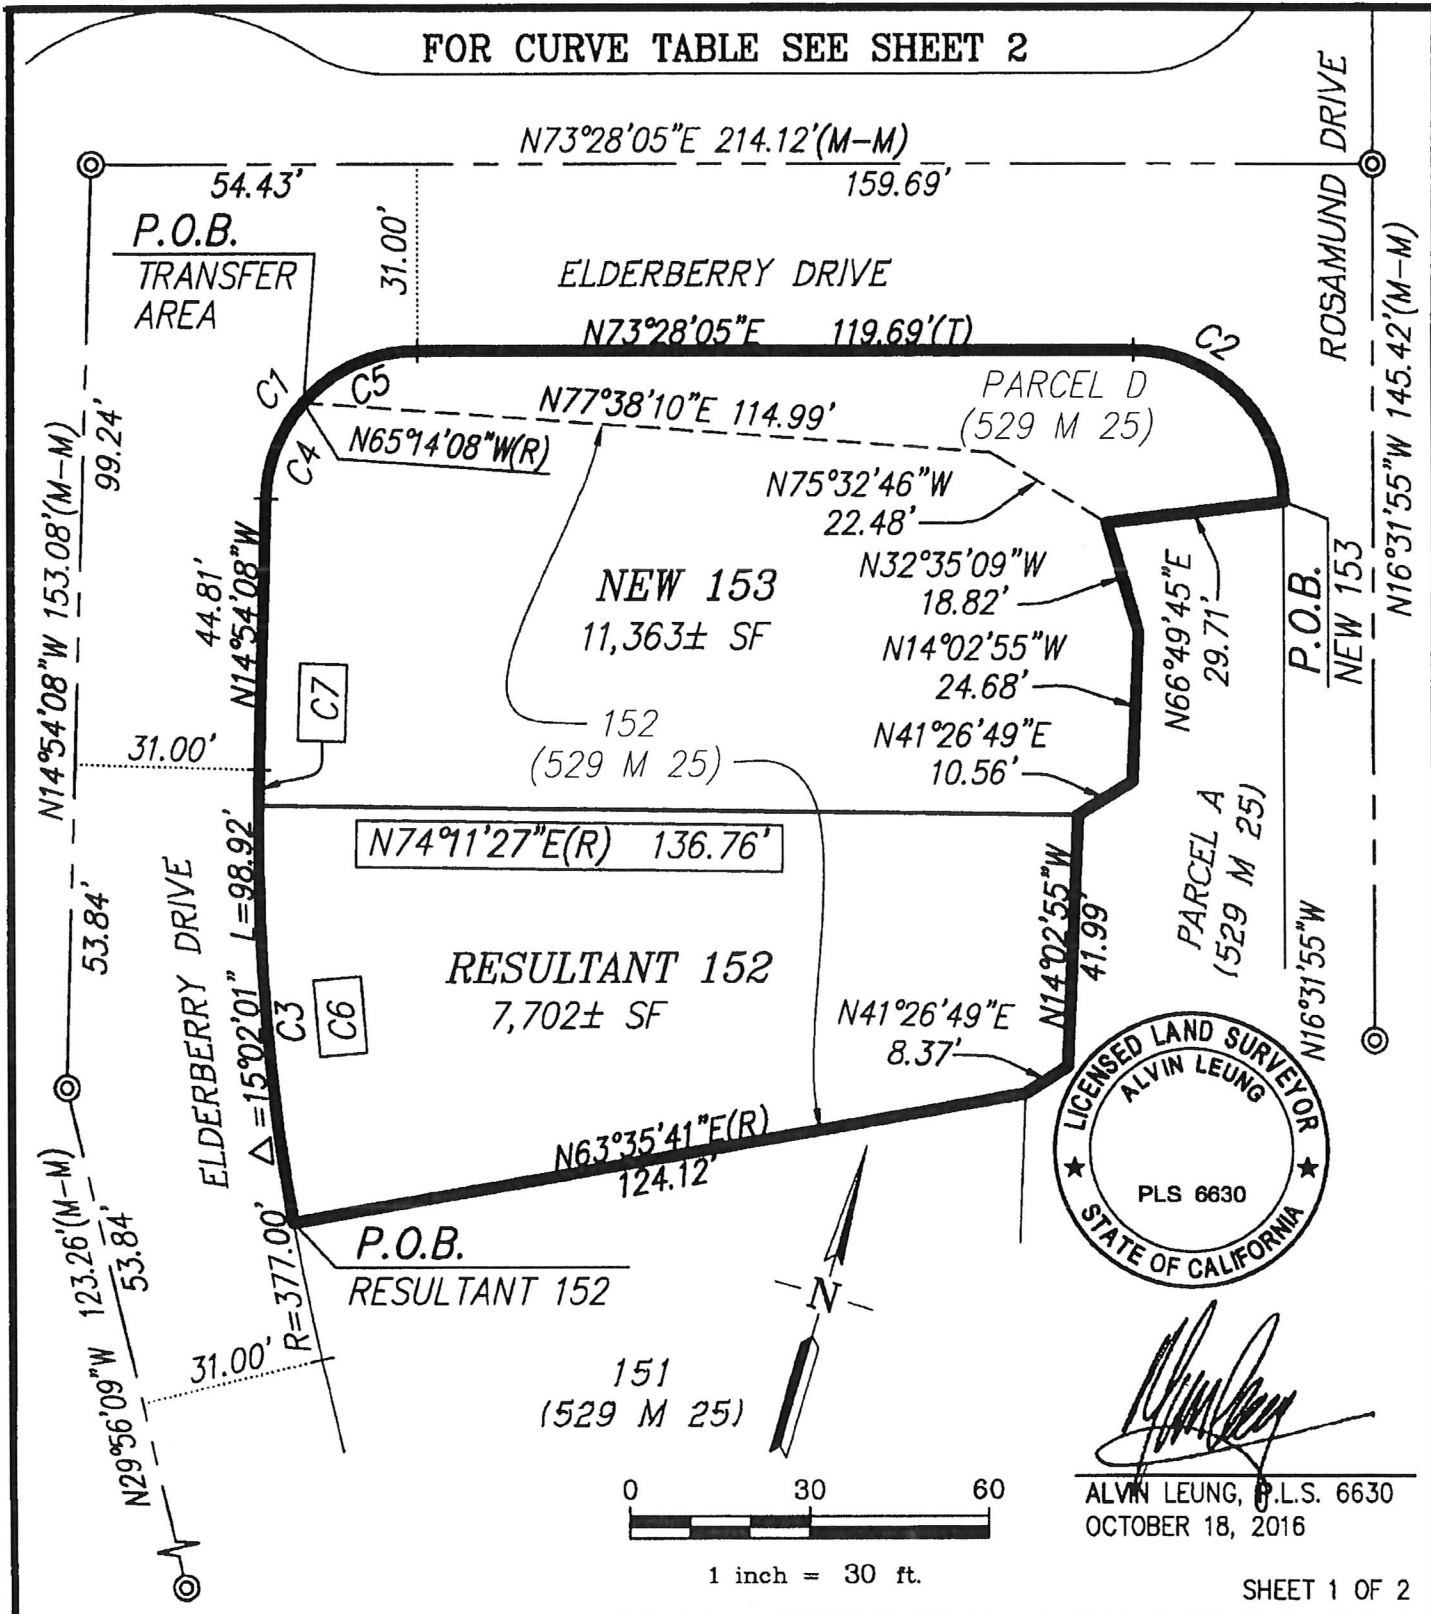 FOR CURVE TABLE SEE SHEET 2
N73°28'05"E 214.12'(M-M)
54.43'
159.69'
ROSAMUND DRIVE
P.O.B.
TRANSFER
AREA
31.00'
ELDERBERRY DRIVE
N73°28'05"E 119.69'(T)
C2
C1
C5
C4
N77°38'10"E 114.99'
PARCEL D
(529 M 25)
N65°14'08"W(R)
N14°54'08"W 153.08'(M-M)
99.24'
N16°31'55"W 145.42'(M-M)
N75°32'46"W
22.48'
44.81'
N14°54'08"W
NEW 153
11,363± SF
N32°35'09"W
18.82'
N66°49'45"E
29.71'
P.O.B.
NEW 153
N14°02'55"W
24.68'
C7
152
(529 M 25)
N41°26'49"E
10.56'
31.00'
N74°11'27"E(R) 136.76'
PARCEL A
(529 M 25)
N16°31'55"W
53.84'
ELDERBERRY DRIVE
△=15°02'01" L=98.92'
C3
C6
RESULTANT 152
7,702± SF
N14°02'55"W
41.99'
N41°26'49"E
8.37'
N63°35'41"E(R)
124.12'
LICENSED LAND SURVEYOR
ALVIN LEUNG
PLS 6630
STATE OF CALIFORNIA
P.O.B.
RESULTANT 152
R=377.00'
N29°56'09"W 123.26'(M-M)
53.84'
31.00'
N
151
(529 M 25)
0 30 60
1 inch = 30 ft.
ALVIN LEUNG, P.L.S. 6630
OCTOBER 18, 2016
SHEET 1 OF 2